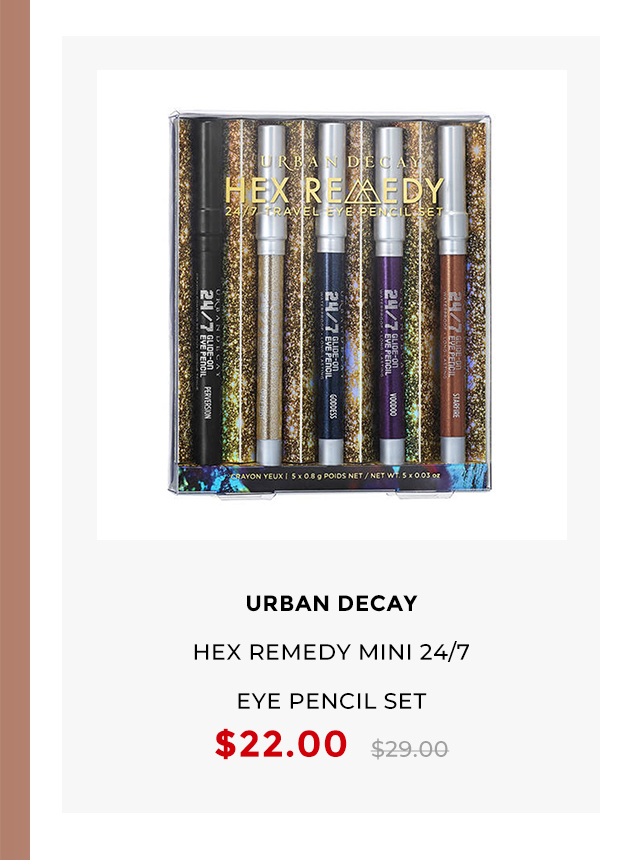 URBAN DECAY
HEX REMEDY
24/7 TRAVEL EYE PENCIL SET
URBAN DECAY
24/7 GLIDE-ON EYE PENCIL
PERVERSION
24/7 GLIDE-ON EYE PENCIL
GODDESS
24/7 GLIDE-ON EYE PENCIL
VOODOO
24/7 GLIDE-ON EYE PENCIL
STARFIRE
CRAYON YEUX | 5 x 0.8 g POIDS NET / NET WT. 5 x 0.03 oz
URBAN DECAY
HEX REMEDY MINI 24/7
EYE PENCIL SET
$22.00 $29.00